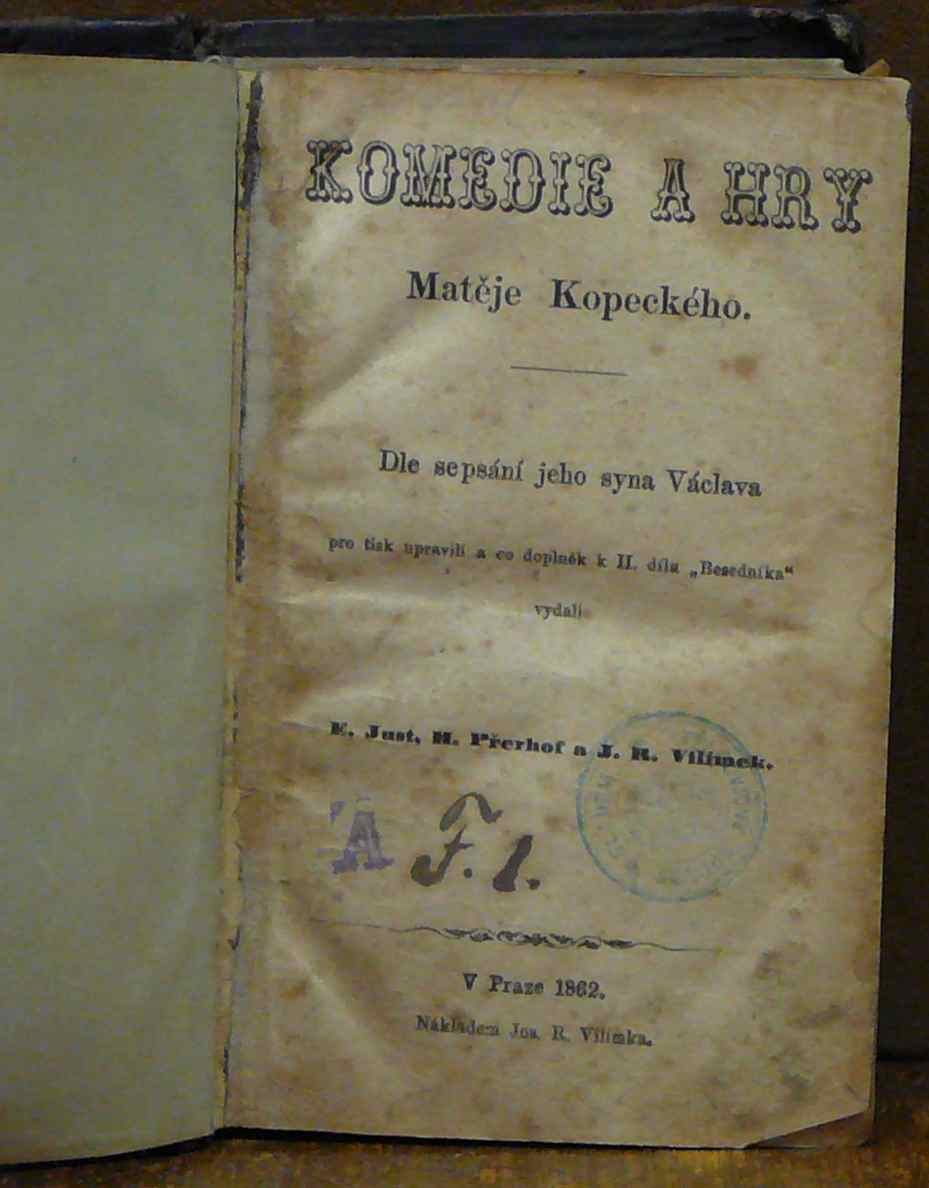 KOMEDIE A HRY
Matěje Kopeckého.
Dle sepsání jeho syna Václava
pro tisk upravili a co doplněk k II. dílu „Besedníka“
vydali
E. Just, H. Přerhof a J. R. Vilímek.
A F. 1.
V Praze 1862.
Nákladem Jos. R. Vilímka.